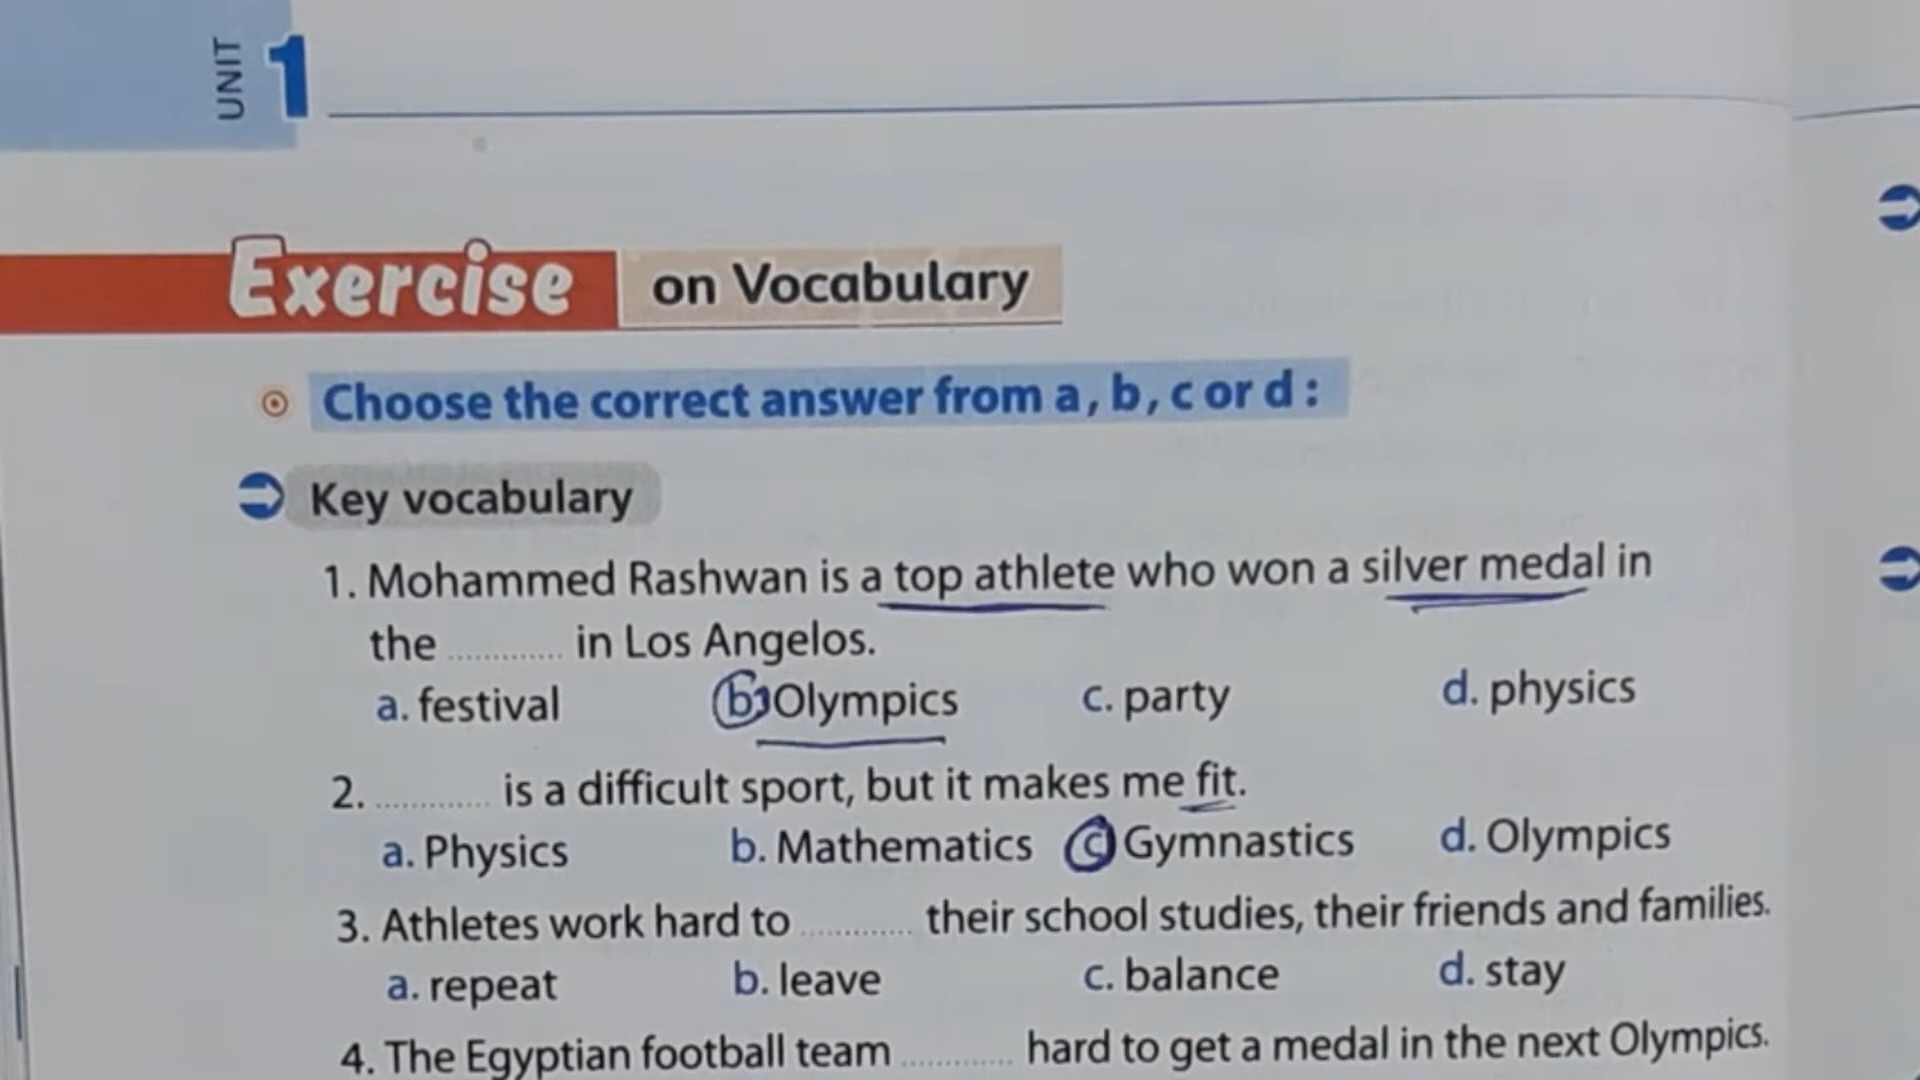 UNIT 1
Exercise on Vocabulary
Choose the correct answer from a, b, c or d :
Key vocabulary
1. Mohammed Rashwan is a top athlete who won a silver medal in
the ............ in Los Angelos.
a. festival b. Olympics c. party d. physics
2. ............ is a difficult sport, but it makes me fit.
a. Physics b. Mathematics c Gymnastics d. Olympics
3. Athletes work hard to ............ their school studies, their friends and families.
a. repeat b. leave c. balance d. stay
4. The Egyptian football team ............ hard to get a medal in the next Olympics.